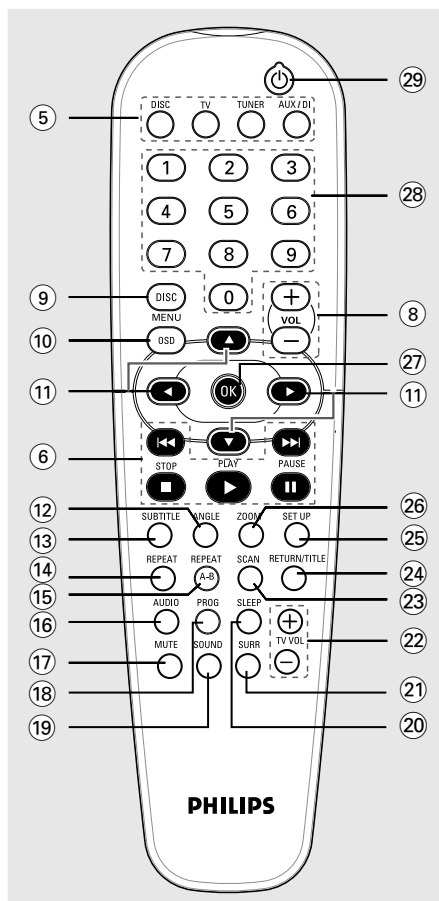 29
DISC TV TUNER AUX / DI
5
1 2 3
28
4 5 6
7 8 9
9 DISC 0 +
MENU VOL 8
10 OSD −
27
11 OK 11
6
STOP PLAY PAUSE
12 26
SUBTITLE ANGLE ZOOM SET UP
13 25
REPEAT REPEAT SCAN RETURN/TITLE
14 A-B 24
15 23
AUDIO PROG SLEEP +
16 TV VOL 22
MUTE SOUND SURR −
17
18 21
19 20
PHILIPS